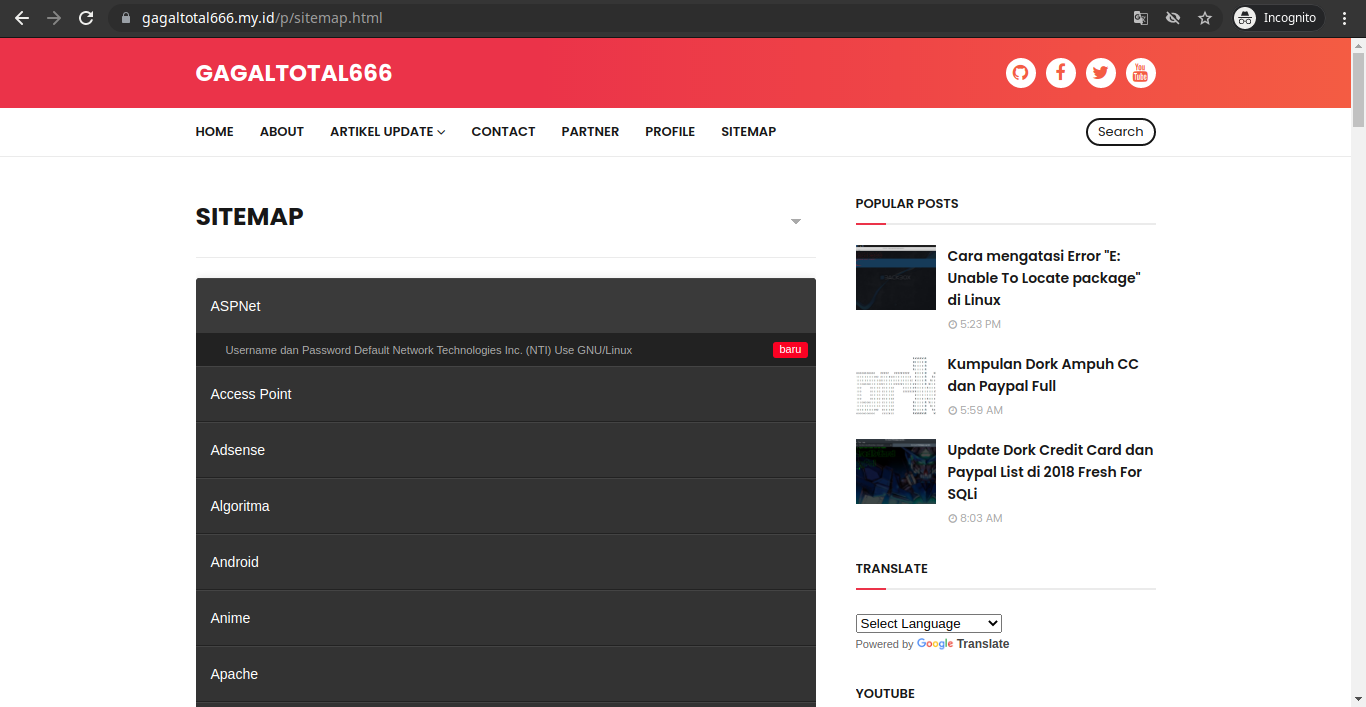 gagaltotal666.my.id/p/sitemap.html
Incognito
GAGALTOTAL666
You
Tube
HOME
ABOUT
ARTIKEL UPDATE
CONTACT
PARTNER
PROFILE
SITEMAP
Search
SITEMAP
ASPNet
Username dan Password Default Network Technologies Inc. (NTI) Use GNU/Linux
baru
Access Point
Adsense
Algoritma
Android
Anime
Apache
POPULAR POSTS
Cara mengatasi Error "E:
Unable To Locate package"
di Linux
5:23 PM
Kumpulan Dork Ampuh CC
dan Paypal Full
5:59 AM
Update Dork Credit Card dan
Paypal List di 2018 Fresh For
SQLi
8:03 AM
TRANSLATE
Select Language
Powered by Google Translate
YOUTUBE